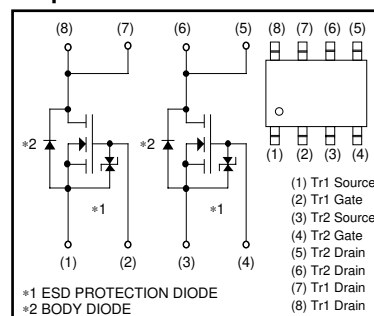 (8) (7) (6) (5)
(8) (7) (6) (5)
∗2 ∗2
∗1 ∗1
(1) (2) (3) (4)
(1) (2) (3) (4)
(1) Tr1 Source
(2) Tr1 Gate
(3) Tr2 Source
(4) Tr2 Gate
(5) Tr2 Drain
(6) Tr2 Drain
(7) Tr1 Drain
(8) Tr1 Drain
∗1 ESD PROTECTION DIODE
∗2 BODY DIODE